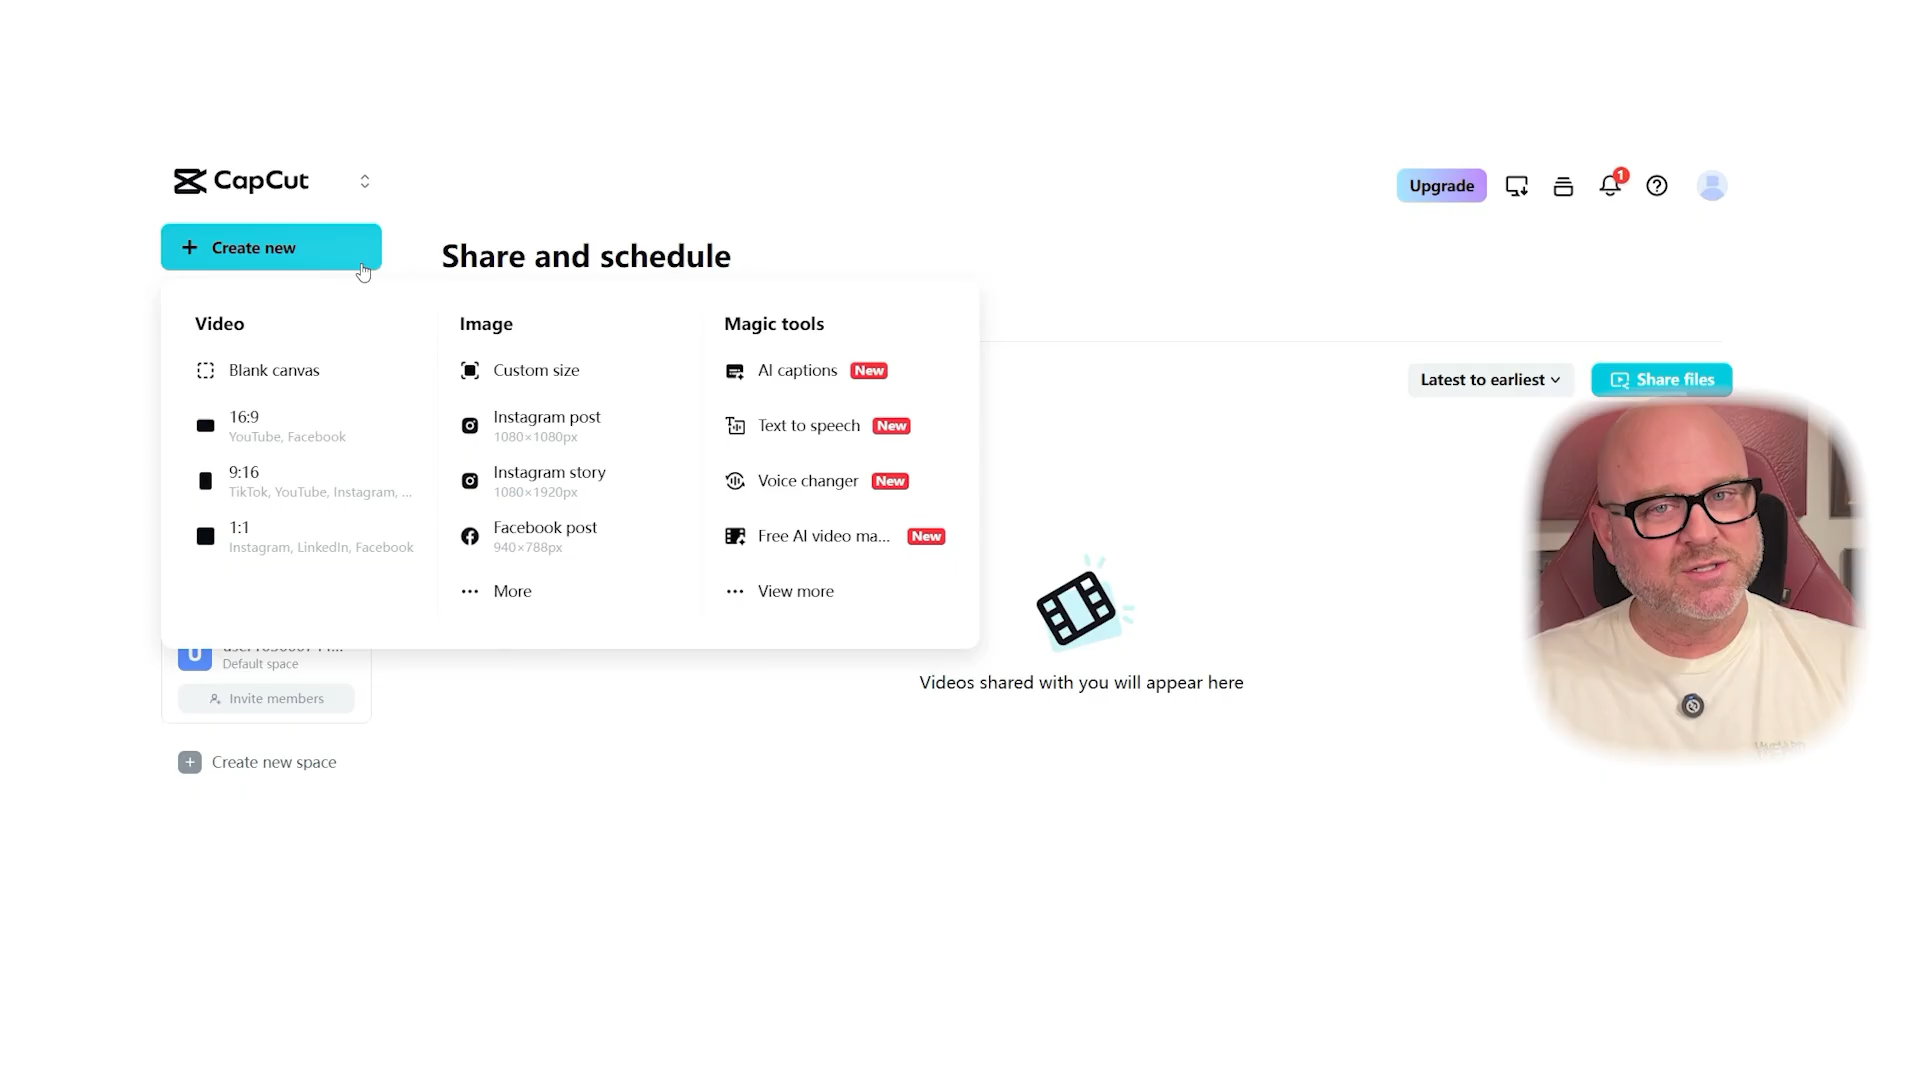 CapCut
Upgrade
1
Create new
Share and schedule
Video
Blank canvas
16:9
YouTube, Facebook
9:16
TikTok, YouTube, Instagram, ...
1:1
Instagram, LinkedIn, Facebook
Image
Custom size
Instagram post
1080×1080px
Instagram story
1080×1920px
Facebook post
940×788px
More
Magic tools
AI captions New
Text to speech New
Voice changer New
Free AI video ma... New
View more
Latest to earliest
Share files
U
Default space
Invite members
Create new space
Videos shared with you will appear here